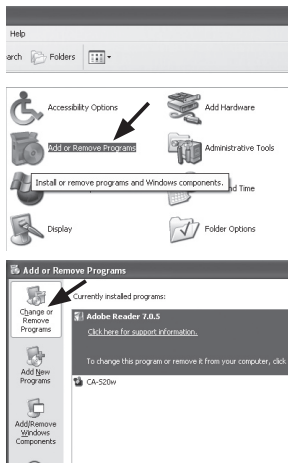 Help
arch Folders
Accessibility Options
Add Hardware
Add or Remove Programs
Administrative Tools
Install or remove programs and Windows components.
nd Time
Display
Folder Options
Add or Remove Programs
Change or
Remove
Programs
Currently installed programs:
Adobe Reader 7.0.5
Click here for support information.
To change this program or remove it from your computer, click
Add New
Programs
CA-520w
Add/Remove
Windows
Components